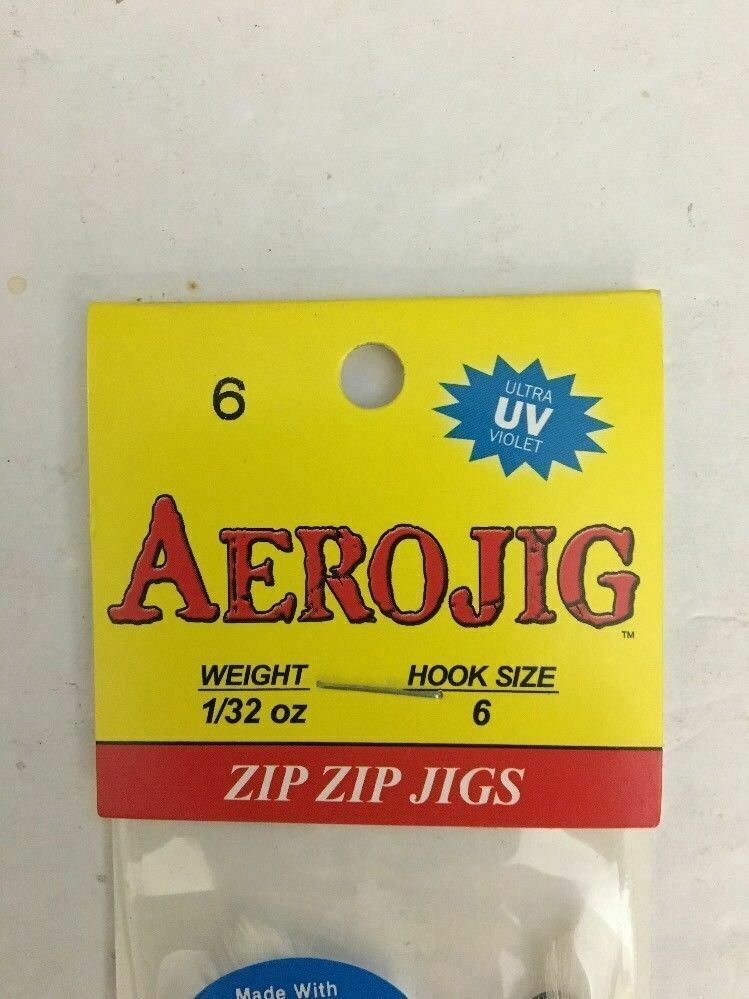 6
ULTRA
UV
VIOLET
AEROJIG
™
WEIGHT HOOK SIZE
1/32 oz 6
ZIP ZIP JIGS
Made With